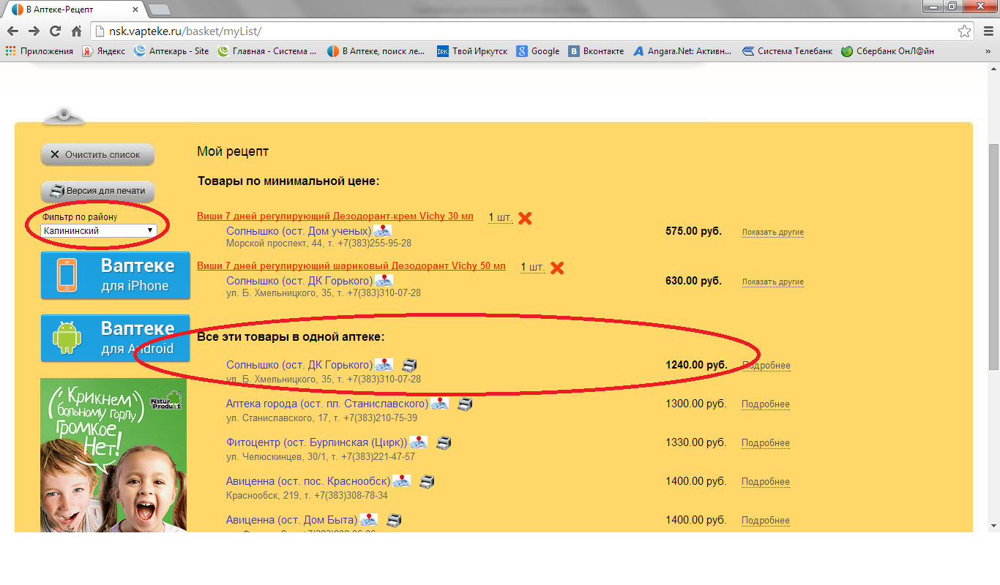 В Аптеке-Рецепт
nsk.vapteke.ru/basket/myList/
Приложения Яндекс Аптекарь - Site Главная - Система ... В Аптеке, поиск ле... IRK Твой Иркутск Google Вконтакте Angara.Net: Активн... Система Телебанк Сбербанк ОнЛ@йн »
Очистить список
Версия для печати
Фильтр по району
Калининский
Ваптеке
для iPhone
Ваптеке
для Android
Крикнем
больному горлу
Громкое
Нет!
Natur
Produkt
Мой рецепт
Товары по минимальной цене:
Виши 7 дней регулирующий Дезодорант-крем Vichy 30 мл 1 шт.
Солнышко (ост. Дом ученых) 575.00 руб. Показать другие
Морской проспект, 44, т. +7(383)255-95-28
Виши 7 дней регулирующий шариковый Дезодорант Vichy 50 мл 1 шт.
Солнышко (ост. ДК Горького) 630.00 руб. Показать другие
ул. Б. Хмельницкого, 35, т. +7(383)310-07-28
Все эти товары в одной аптеке:
Солнышко (ост. ДК Горького) 1240.00 руб. Подробнее
ул. Б. Хмельницкого, 35, т. +7(383)310-07-28
Аптека города (ост. пл. Станиславского) 1300.00 руб. Подробнее
ул. Станиславского, 17, т. +7(383)210-75-39
Фитоцентр (ост. Бурлинская (Цирк)) 1330.00 руб. Подробнее
ул. Челюскинцев, 30/1, т. +7(383)221-47-57
Авиценна (ост. пос. Краснообск) 1400.00 руб. Подробнее
Краснообск, 219, т. +7(383)308-78-34
Авиценна (ост. Дом Быта) 1400.00 руб. Подробнее